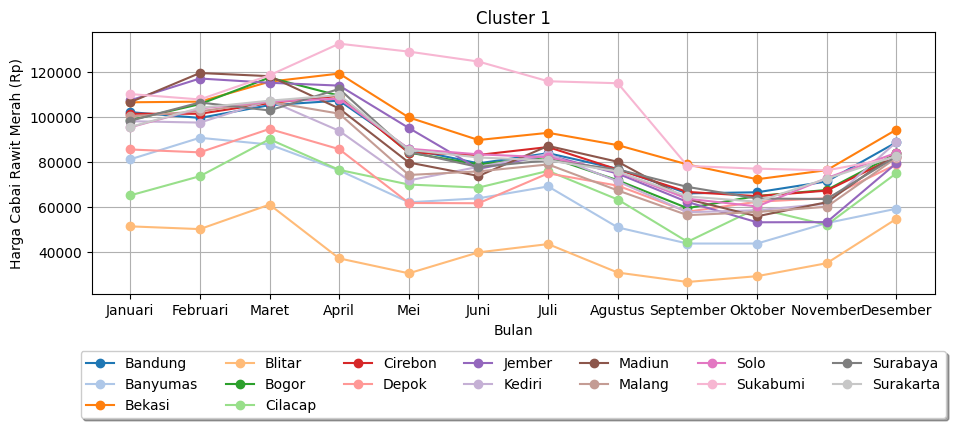 Cluster 1
Harga Cabai Rawit Merah (Rp)
120000
100000
80000
60000
40000
Januari Februari Maret April Mei Juni Juli Agustus September Oktober November Desember
Bulan
Bandung Blitar Cirebon Jember Madiun Solo Surabaya
Banyumas Bogor Depok Kediri Malang Sukabumi Surakarta
Bekasi Cilacap